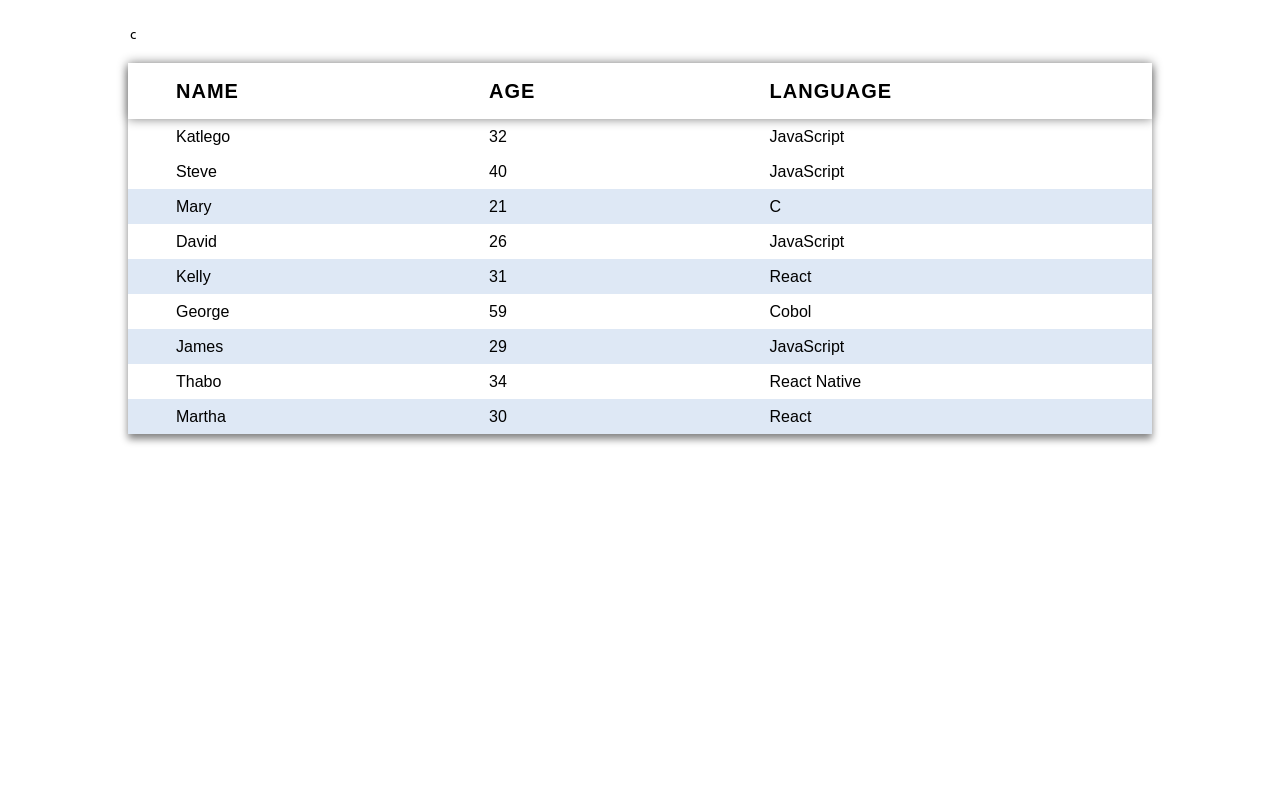 c
NAME AGE LANGUAGE
Katlego 32 JavaScript
Steve 40 JavaScript
Mary 21 C
David 26 JavaScript
Kelly 31 React
George 59 Cobol
James 29 JavaScript
Thabo 34 React Native
Martha 30 React